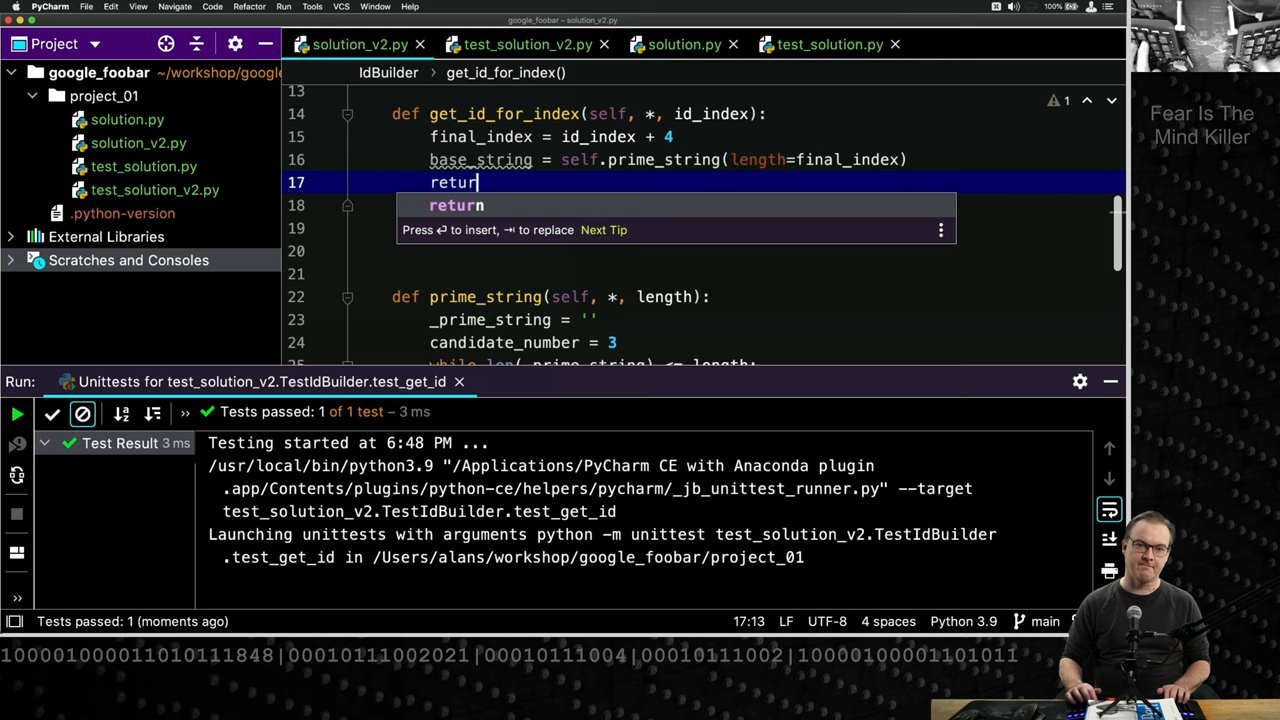 PyCharm File Edit View Navigate Code Refactor Run Tools VCS Window Help 100%
google_foobar – solution_v2.py
Project
solution_v2.py
test_solution_v2.py
solution.py
test_solution.py
IdBuilder
get_id_for_index()
google_foobar ~/workshop/google
project_01
solution.py
solution_v2.py
test_solution.py
test_solution_v2.py
.python-version
External Libraries
Scratches and Consoles
13
14 def get_id_for_index(self, *, id_index):
15 final_index = id_index + 4
16 base_string = self.prime_string(length=final_index)
17 retur
18 return
19 Press ⏎ to insert, ⇥ to replace Next Tip
20
21
22 def prime_string(self, *, length):
23 _prime_string = ''
24 candidate_number = 3
25 while len(_prime_string) <= length:
1
Fear Is The
Mind Killer
Run: Unittests for test_solution_v2.TestIdBuilder.test_get_id
Tests passed: 1 of 1 test – 3 ms
Test Result 3 ms
Testing started at 6:48 PM ...
/usr/local/bin/python3.9 "/Applications/PyCharm CE with Anaconda plugin
.app/Contents/plugins/python-ce/helpers/pycharm/_jb_unittest_runner.py" --target
test_solution_v2.TestIdBuilder.test_get_id
Launching unittests with arguments python -m unittest test_solution_v2.TestIdBuilder
.test_get_id in /Users/alans/workshop/google_foobar/project_01
Tests passed: 1 (moments ago)
17:13 LF UTF-8 4 spaces Python 3.9 main
100001000011010111848|00010111002021|00010111004|00010111002|10000100001101011